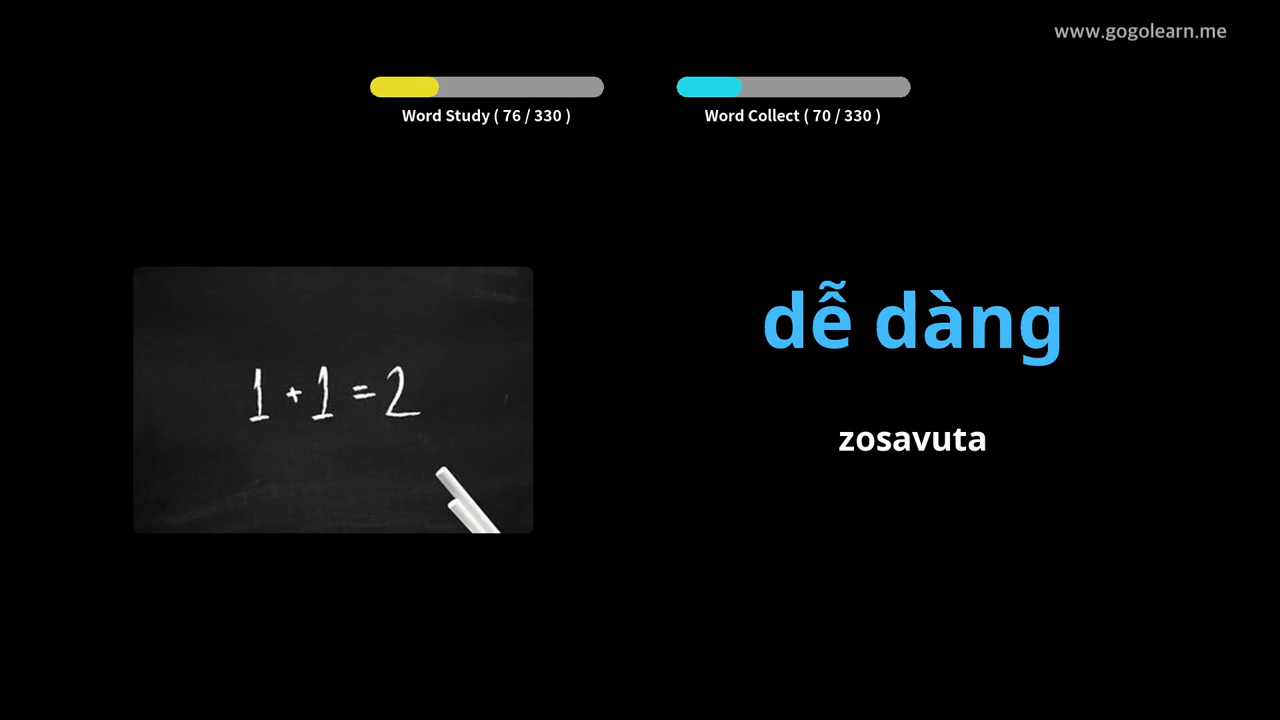 www.gogolearn.me
Word Study ( 76 / 330 )
Word Collect ( 70 / 330 )
1 + 1 = 2
dễ dàng
zosavuta